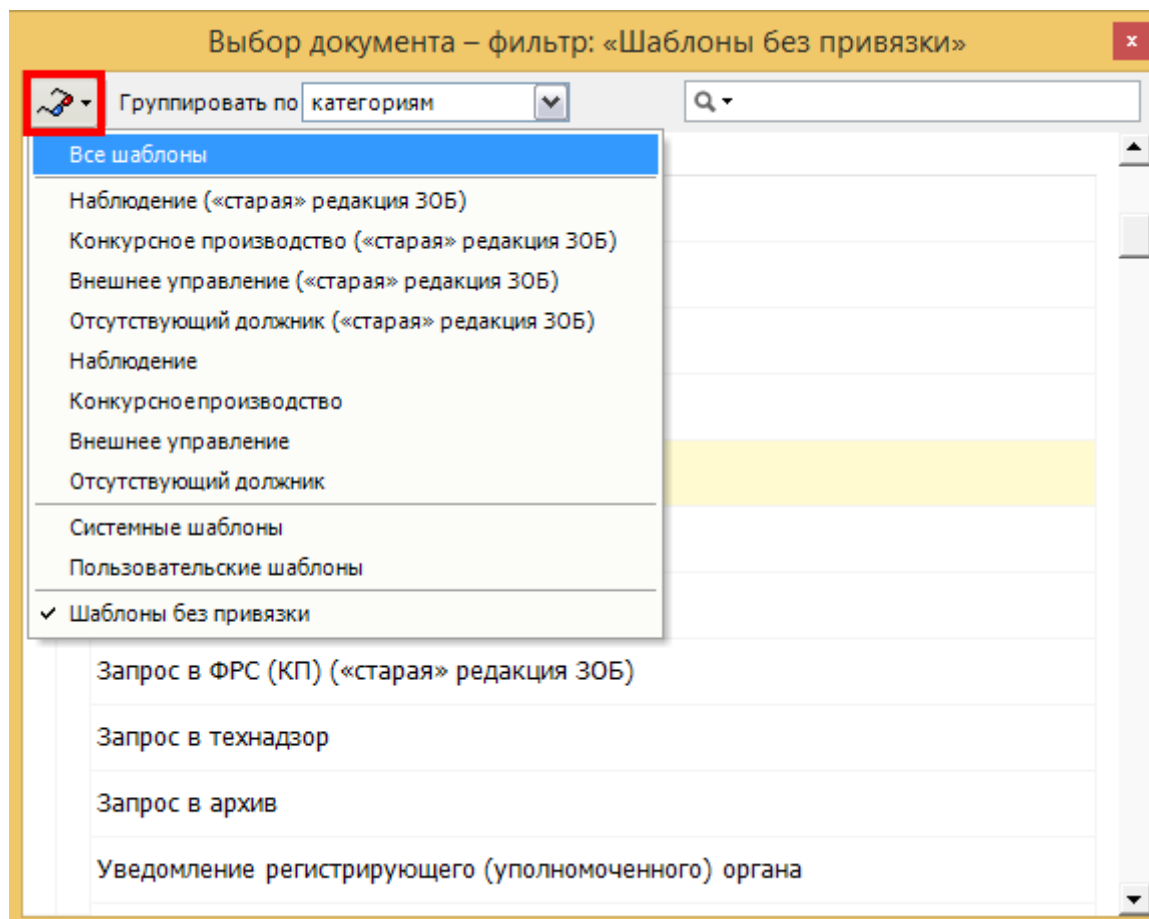 Выбор документа – фильтр: «Шаблоны без привязки»
Группировать по категориям
Все шаблоны
Наблюдение («старая» редакция ЗОБ)
Конкурсное производство («старая» редакция ЗОБ)
Внешнее управление («старая» редакция ЗОБ)
Отсутствующий должник («старая» редакция ЗОБ)
Наблюдение
Конкурсноепроизводство
Внешнее управление
Отсутствующий должник
Системные шаблоны
Пользовательские шаблоны
Шаблоны без привязки
Запрос в ФРС (КП) («старая» редакция ЗОБ)
Запрос в технадзор
Запрос в архив
Уведомление регистрирующего (уполномоченного) органа